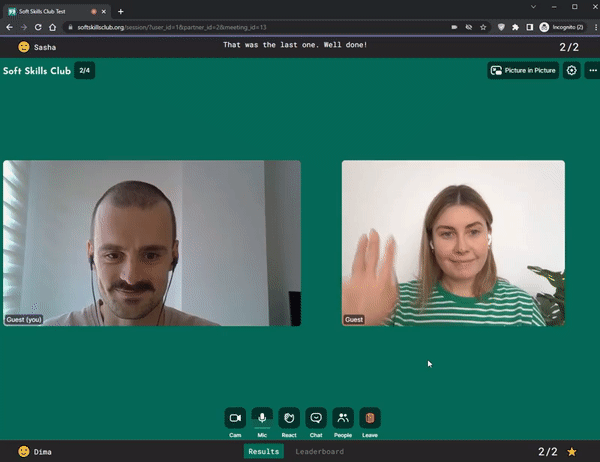 Soft Skills Club Test
softskillsclub.org/session/?user_id=1&partner_id=2&meeting_id=13
Incognito (2)
Sasha
That was the last one. Well done!
2/2
Soft Skills Club
2/4
Picture in Picture
Guest (you)
Guest
Cam
Mic
React
Chat
People
Leave
Dima
Results
Leaderboard
2/2